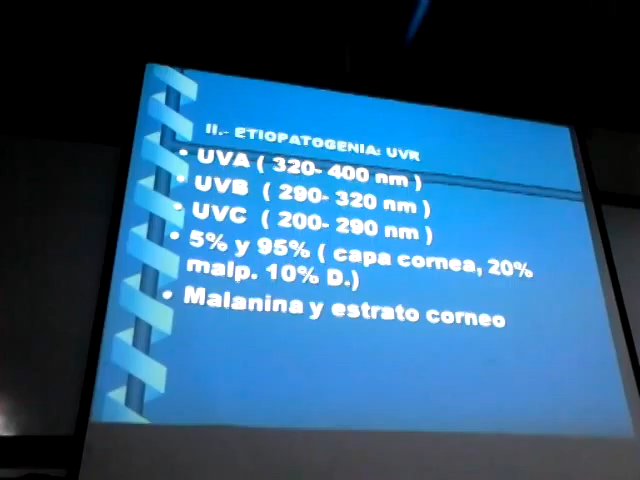 II.- ETIOPATOGENIA: UVR
• UVA ( 320- 400 nm )
• UVB ( 290- 320 nm )
• UVC ( 200- 290 nm )
• 5% y 95% ( capa cornea, 20%
malp. 10% D.)
• Malanina y estrato corneo